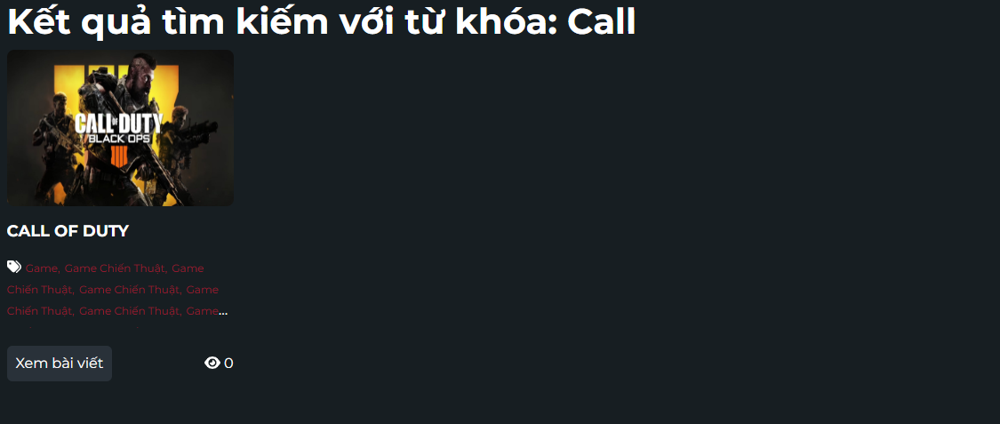 Kết quả tìm kiếm với từ khóa: Call
CALL OF DUTY
BLACK OPS
IIII
CALL OF DUTY
Game, Game Chiến Thuật, Game
Chiến Thuật, Game Chiến Thuật, Game
Chiến Thuật, Game Chiến Thuật, Game...
Xem bài viết
0